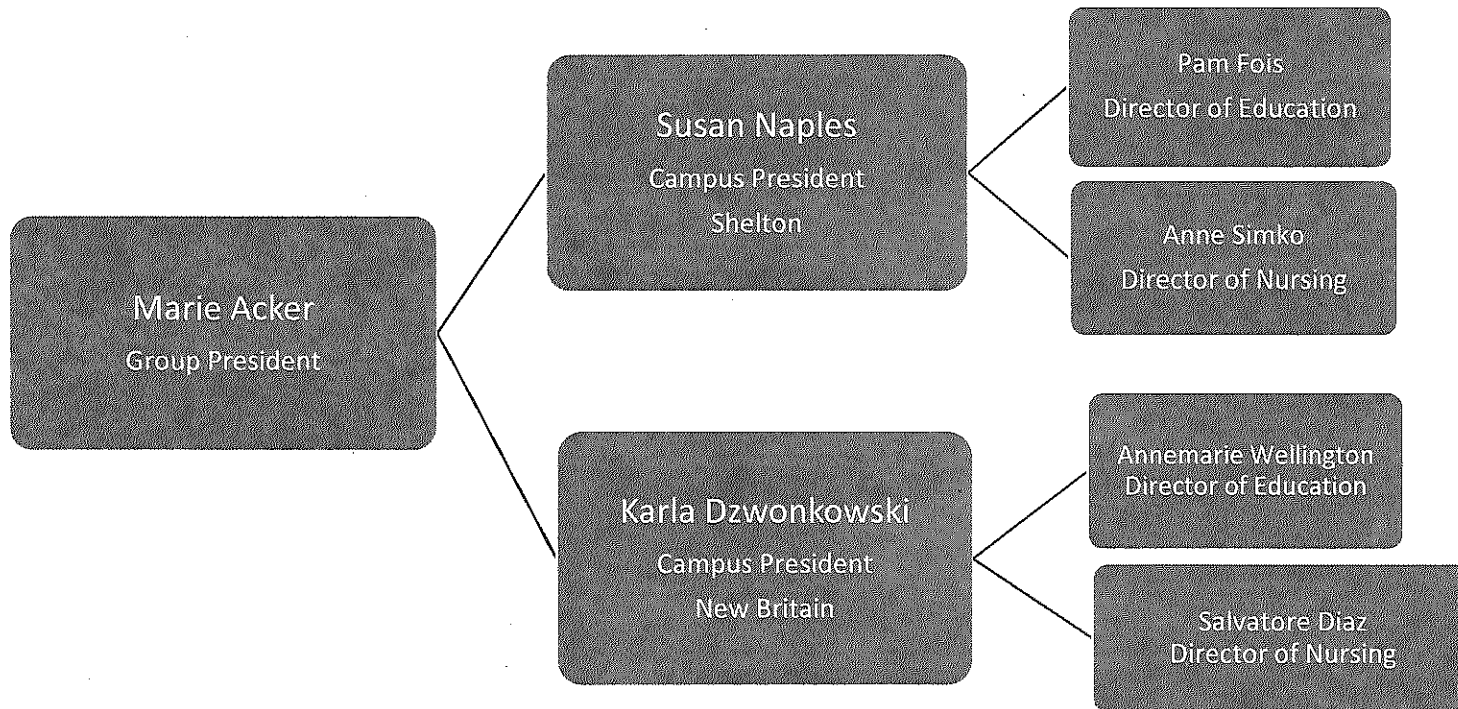 Marie Acker
Group President
Susan Naples
Campus President
Shelton
Pam Fois
Director of Education
Anne Simko
Director of Nursing
Karla Dzwonkowski
Campus President
New Britain
Annemarie Wellington
Director of Education
Salvatore Diaz
Director of Nursing